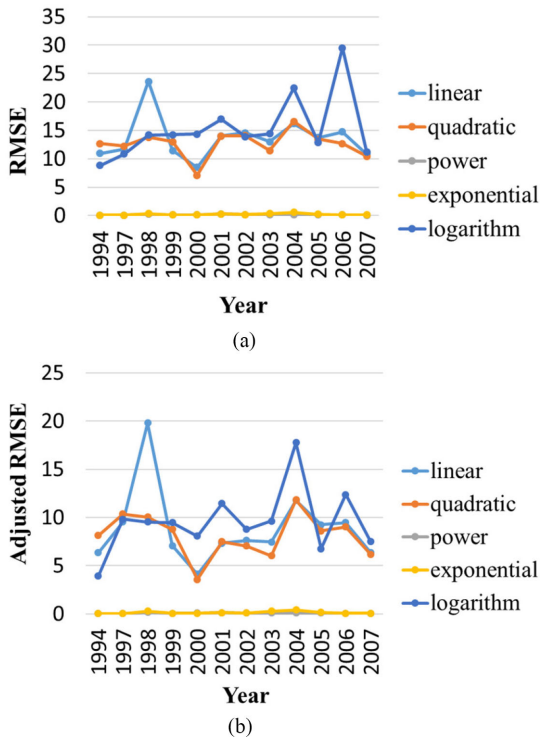 35
30
25
20
15
10
5
0
RMSE
1994
1997
1998
1999
2000
2001
2002
2003
2004
2005
2006
2007
Year
linear
quadratic
power
exponential
logarithm
(a)
25
20
15
10
5
0
Adjusted RMSE
1994
1997
1998
1999
2000
2001
2002
2003
2004
2005
2006
2007
Year
linear
quadratic
power
exponential
logarithm
(b)